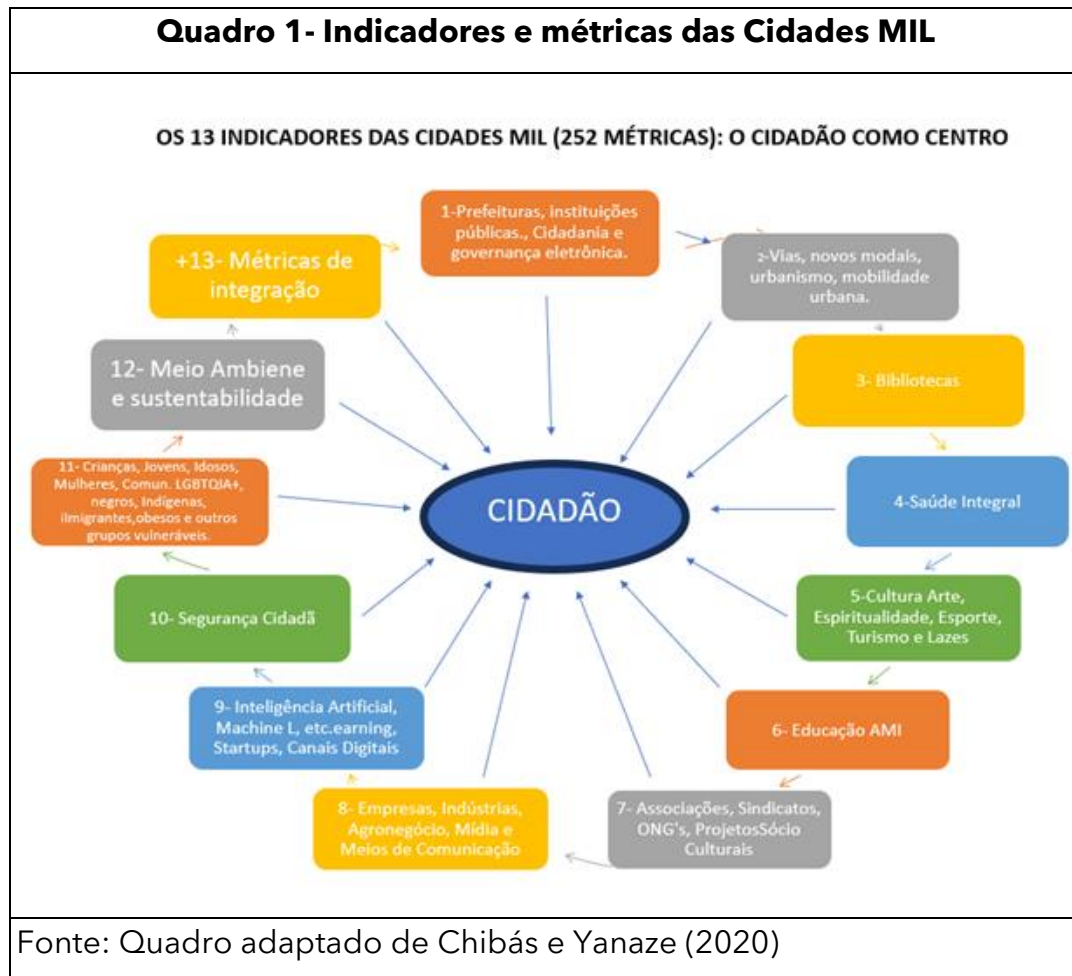 Quadro 1- Indicadores e métricas das Cidades MIL
OS 13 INDICADORES DAS CIDADES MIL (252 MÉTRICAS): O CIDADÃO COMO CENTRO
1-Prefeituras, instituições
públicas., Cidadania e
governança eletrônica.
2-Vias, novos modais,
urbanismo, mobilidade
urbana.
3- Bibliotecas
4-Saúde Integral
5-Cultura Arte,
Espiritualidade, Esporte,
Turismo e Lazes
6- Educação AMI
7- Associações, Sindicatos,
ONG's, ProjetosSócio
Culturais
8- Empresas, Indústrias,
Agronegócio, Mídia e
Meios de Comunicação
9- Inteligência Artificial,
Machine L, etc.earning,
Startups, Canais Digitais
10- Segurança Cidadã
11- Crianças, Jovens, Idosos,
Mulheres, Comun. LGBTQIA+,
negros, Indígenas,
ilmigrantes,obesos e outros
grupos vulneráveis.
12- Meio Ambiene
e sustentabilidade
+13- Métricas de
integração
CIDADÃO
Fonte: Quadro adaptado de Chibás e Yanaze (2020)